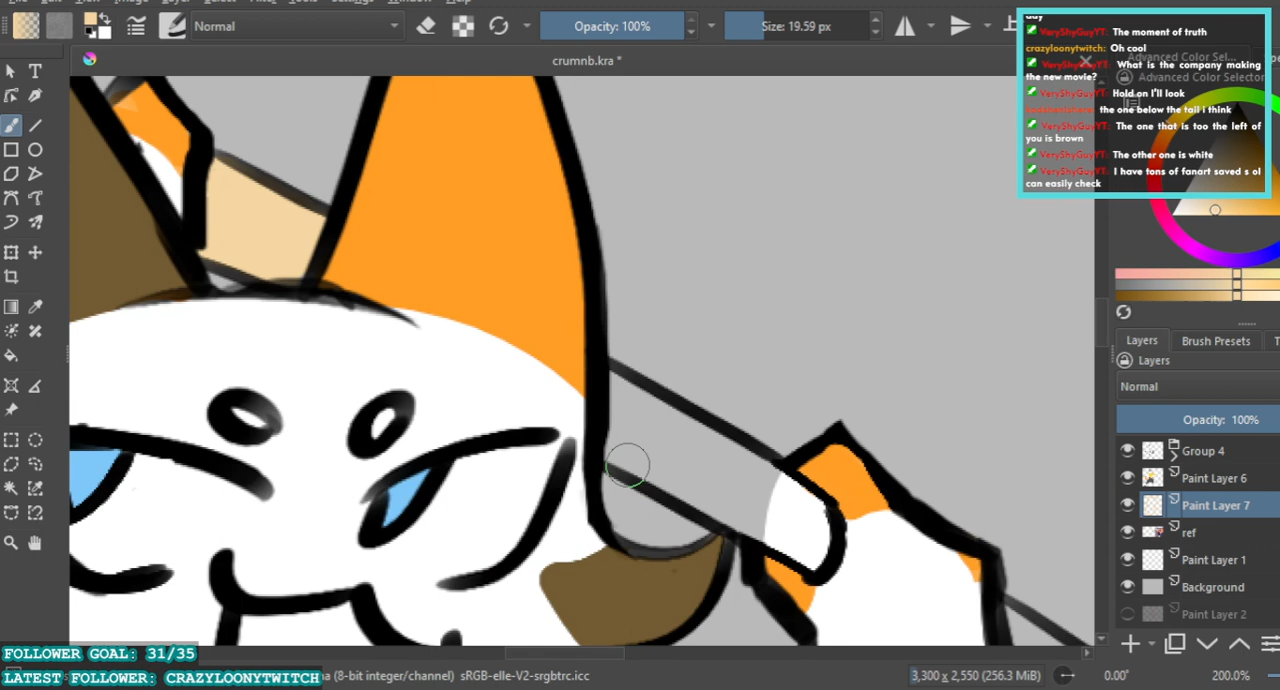 Normal
Opacity: 100%
Size: 19.59 px
crumnb.kra *
VeryShyGuyYT: The moment of truth
crazyloonytwitch: Oh cool
VeryShyGuyYT: What is the company making
the new movie?
VeryShyGuyYT: Hold on I'll look
the one below the tail i think
VeryShyGuyYT: The one that is too the left of
you is brown
VeryShyGuyYT: The other one is white
VeryShyGuyYT: I have tons of fanart saved s oI
can easily check
Advanced Color Sel...
Advanced Color Selector
Layers
Brush Presets
Layers
Normal
Opacity: 100%
Group 4
Paint Layer 6
Paint Layer 7
ref
Paint Layer 1
Background
Paint Layer 2
FOLLOWER GOAL: 31/35
LATEST FOLLOWER: CRAZYLOONYTWITCH
(8-bit integer/channel) sRGB-elle-V2-srgbtrc.icc
3,300 x 2,550 (256.3 MiB)
0.00°
200.0%